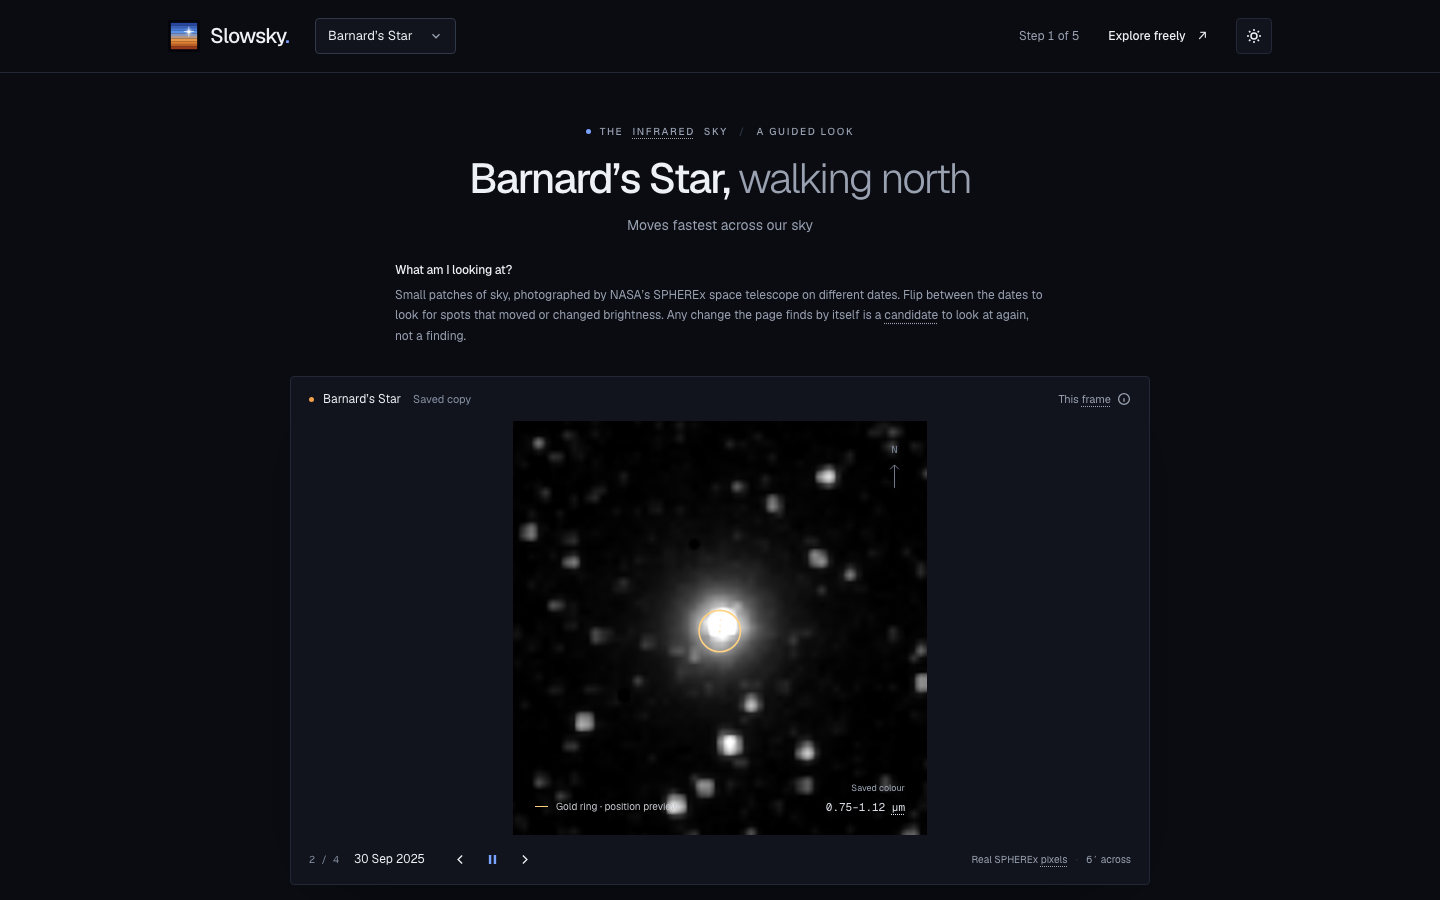 Slowsky.
Barnard's Star
Step 1 of 5
Explore freely
THE INFRARED SKY / A GUIDED LOOK
Barnard’s Star, walking north
Moves fastest across our sky
What am I looking at?
Small patches of sky, photographed by NASA's SPHEREx space telescope on different dates. Flip between the dates to
look for spots that moved or changed brightness. Any change the page finds by itself is a candidate to look at again,
not a finding.
Barnard's Star
Saved copy
This frame
N
Saved colour
Gold ring · position preview
0.75–1.12 µm
2 / 4
30 Sep 2025
Real SPHEREx pixels · 6′ across